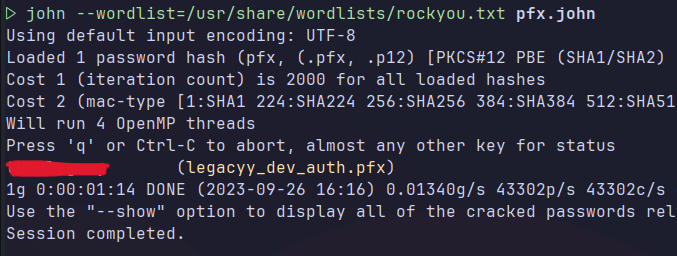 ▷ john --wordlist=/usr/share/wordlists/rockyou.txt pfx.john
Using default input encoding: UTF-8
Loaded 1 password hash (pfx, (.pfx, .p12) [PKCS#12 PBE (SHA1/SHA2)
Cost 1 (iteration count) is 2000 for all loaded hashes
Cost 2 (mac-type [1:SHA1 224:SHA224 256:SHA256 384:SHA384 512:SHA51
Will run 4 OpenMP threads
Press 'q' or Ctrl-C to abort, almost any other key for status
(legacyy_dev_auth.pfx)
1g 0:00:01:14 DONE (2023-09-26 16:16) 0.01340g/s 43302p/s 43302c/s
Use the "--show" option to display all of the cracked passwords rel
Session completed.